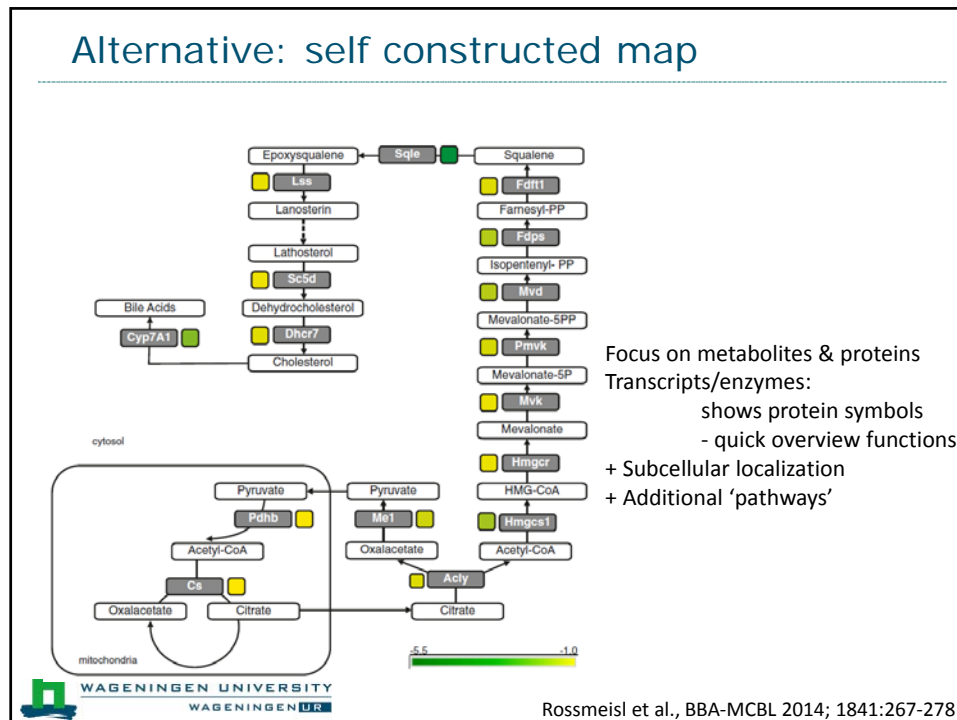 Alternative: self constructed map
Epoxysqualene
Sqle
Squalene
Lss
Fdft1
Lanosterin
Farnesyl-PP
Fdps
Lathosterol
Isopentenyl- PP
Sc5d
Mvd
Bile Acids
Dehydrocholesterol
Mevalonate-5PP
Cyp7A1
Dhcr7
Pmvk
Cholesterol
Mevalonate-5P
Mvk
Mevalonate
cytosol
Hmgcr
Pyruvate
Pyruvate
HMG-CoA
Pdhb
Me1
Hmgcs1
Acetyl-CoA
Oxalacetate
Acetyl-CoA
Cs
Acly
Oxalacetate
Citrate
Citrate
mitochondria
-5.5
-1.0
Focus on metabolites & proteins
Transcripts/enzymes:
shows protein symbols
- quick overview functions
+ Subcellular localization
+ Additional ‘pathways’
WAGENINGEN UNIVERSITY
WAGENINGEN UR
Rossmeisl et al., BBA-MCBL 2014; 1841:267-278